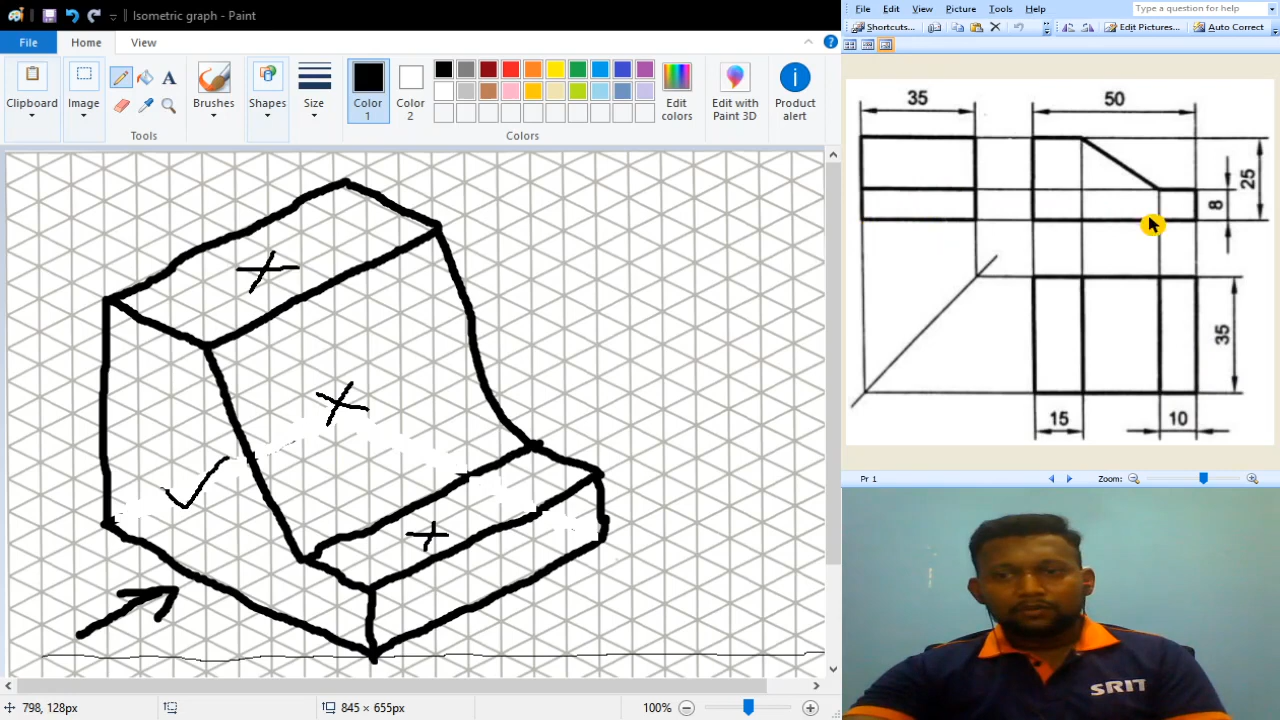 Isometric graph - Paint
File Home View
Clipboard
Image
Tools
Brushes
Shapes
Size
Color 1
Color 2
Edit colors
Colors
Edit with Paint 3D
Product alert
798, 128px
845 × 655px
100%
File Edit View Picture Tools Help
Type a question for help
Shortcuts... Edit Pictures... Auto Correct
35
50
25
8
35
15
10
Pr 1
Zoom:
SRIT